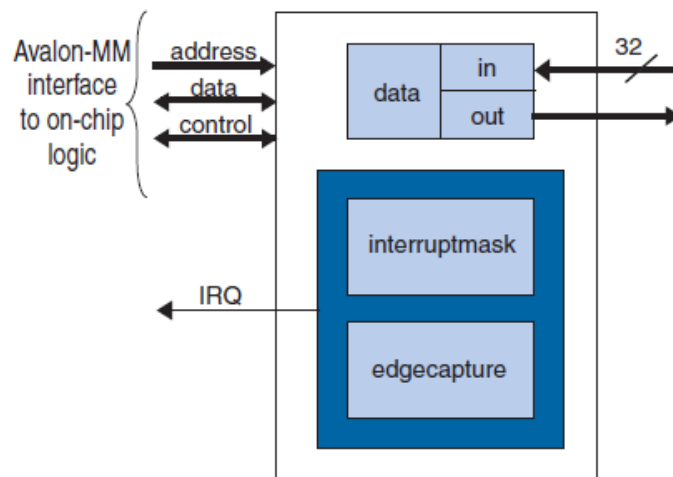 Avalon-MM
interface
to on-chip
logic
address
data
control
data
in
out
32
interruptmask
IRQ
edgecapture